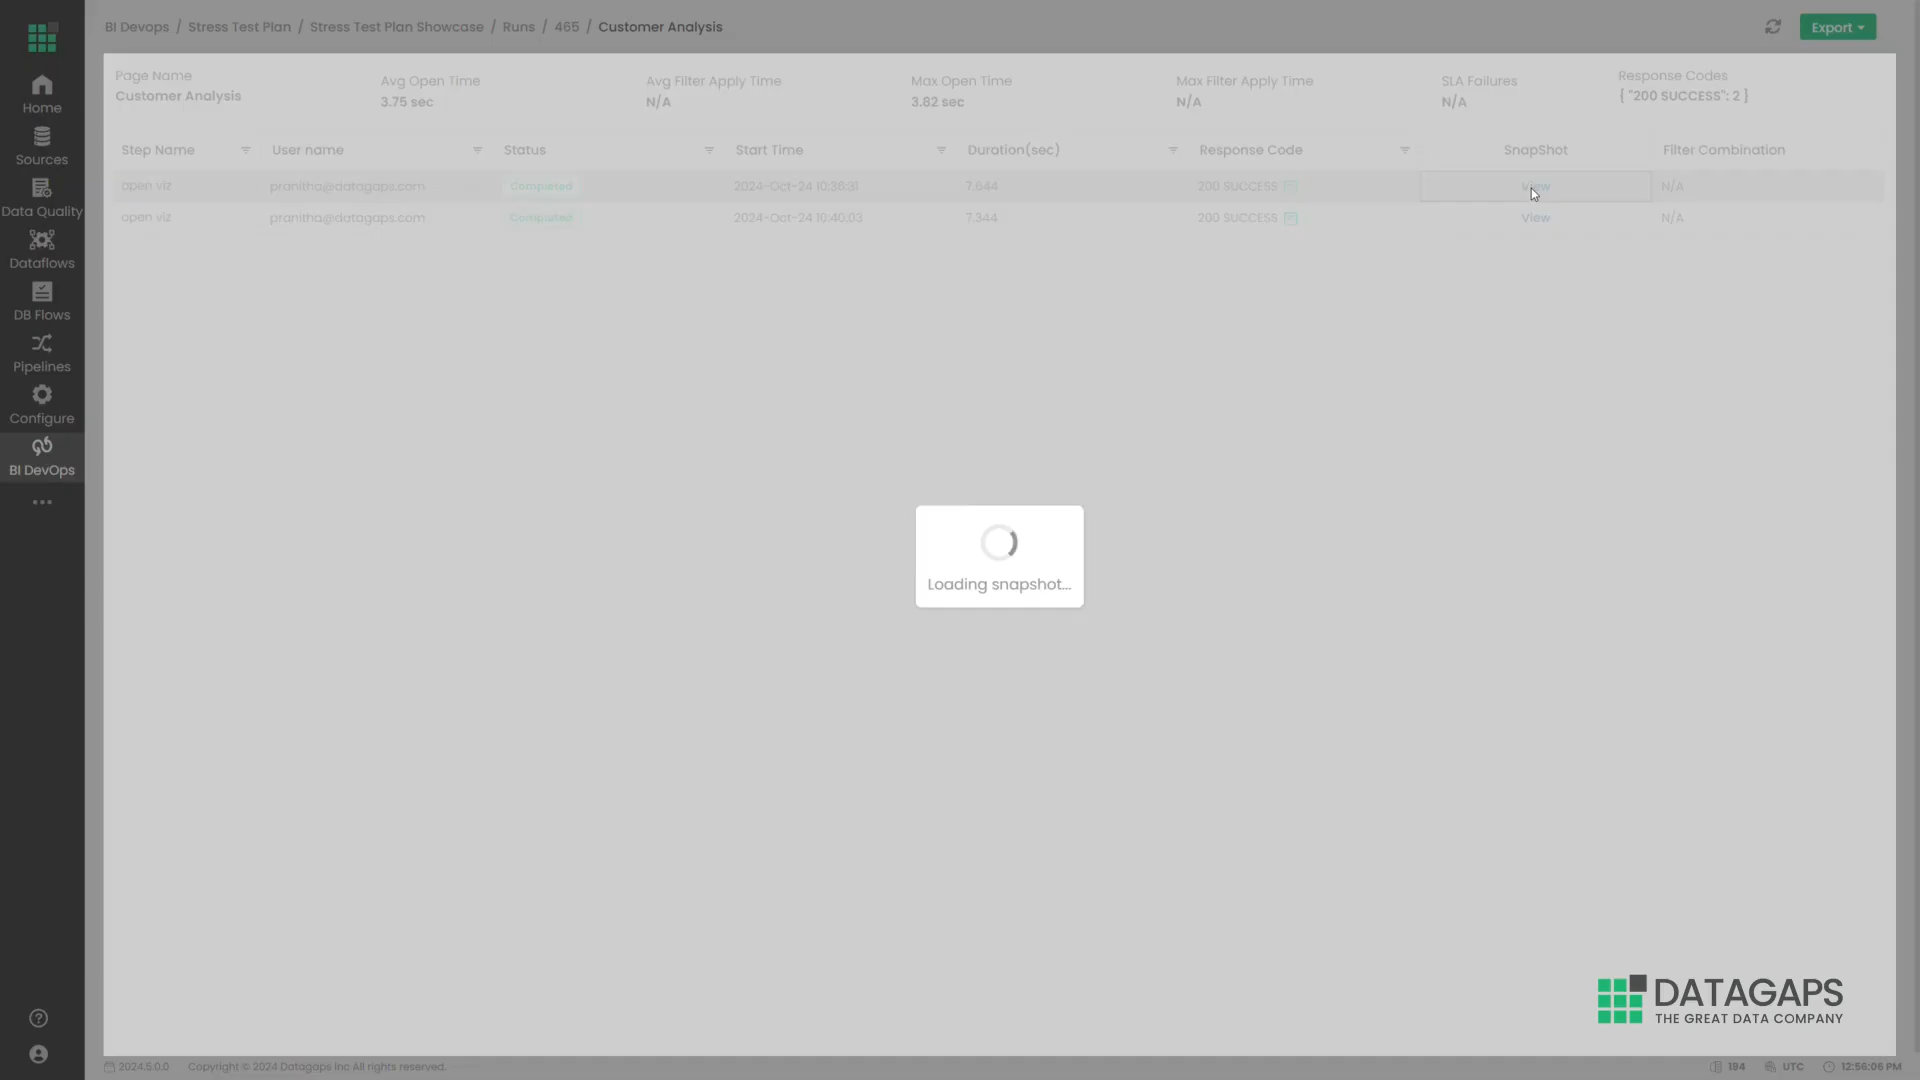 BI Devops / Stress Test Plan / Stress Test Plan Showcase / Runs / 465 / Customer Analysis
Export
Home
Sources
Data Quality
Dataflows
DB Flows
Pipelines
Configure
BI DevOps
Page Name
Customer Analysis
Avg Open Time
3.75 sec
Avg Filter Apply Time
N/A
Max Open Time
3.82 sec
Max Filter Apply Time
N/A
SLA Failures
N/A
Response Codes
{ "200 SUCCESS": 2 }
Step Name User name Status Start Time Duration(sec) Response Code SnapShot Filter Combination
open viz pranitha@datagaps.com Completed 2024-Oct-24 10:36:31 7.644 200 SUCCESS View N/A
open viz pranitha@datagaps.com Completed 2024-Oct-24 10:40:03 7.344 200 SUCCESS View N/A
Loading snapshot...
DATAGAPS
THE GREAT DATA COMPANY
2024.5.0.0 Copyright © 2024 Datagaps Inc All rights reserved. 194 UTC 12:56:06 PM